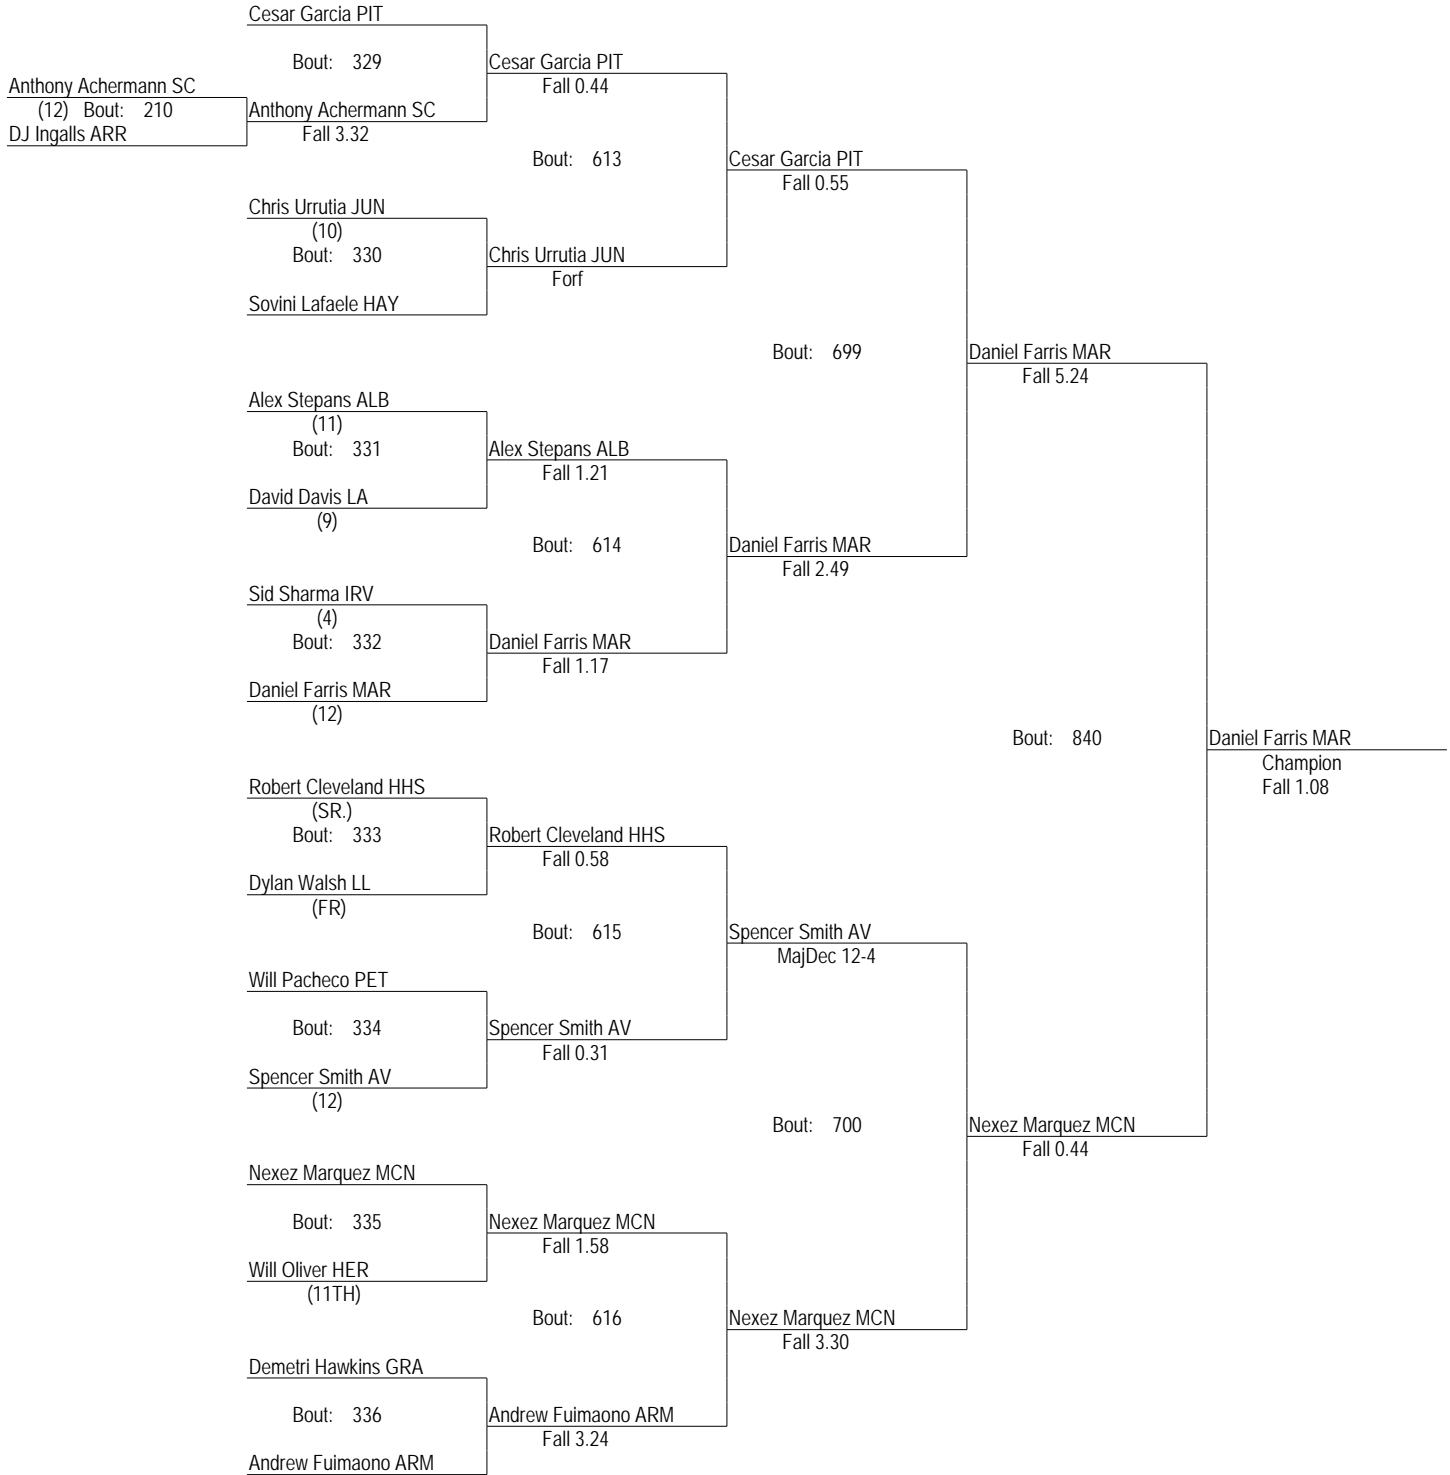 Cesar Garcia PIT
Bout: 329
Cesar Garcia PIT
Fall 0.44
Anthony Achermann SC
(12) Bout: 210
DJ Ingalls ARR
Anthony Achermann SC
Fall 3.32
Bout: 613
Cesar Garcia PIT
Fall 0.55
Chris Urrutia JUN
(10)
Bout: 330
Chris Urrutia JUN
Forf
Sovini Lafaele HAY
Bout: 699
Daniel Farris MAR
Fall 5.24
Alex Stepans ALB
(11)
Bout: 331
Alex Stepans ALB
Fall 1.21
David Davis LA
(9)
Bout: 614
Daniel Farris MAR
Fall 2.49
Sid Sharma IRV
(4)
Bout: 332
Daniel Farris MAR
Fall 1.17
Daniel Farris MAR
(12)
Bout: 840
Daniel Farris MAR
Champion
Fall 1.08
Robert Cleveland HHS
(SR.)
Bout: 333
Robert Cleveland HHS
Fall 0.58
Dylan Walsh LL
(FR)
Bout: 615
Spencer Smith AV
MajDec 12-4
Will Pacheco PET
Bout: 334
Spencer Smith AV
Fall 0.31
Spencer Smith AV
(12)
Bout: 700
Nexez Marquez MCN
Fall 0.44
Nexez Marquez MCN
Bout: 335
Nexez Marquez MCN
Fall 1.58
Will Oliver HER
(11TH)
Bout: 616
Nexez Marquez MCN
Fall 3.30
Demetri Hawkins GRA
Bout: 336
Andrew Fuimaono ARM
Fall 3.24
Andrew Fuimaono ARM